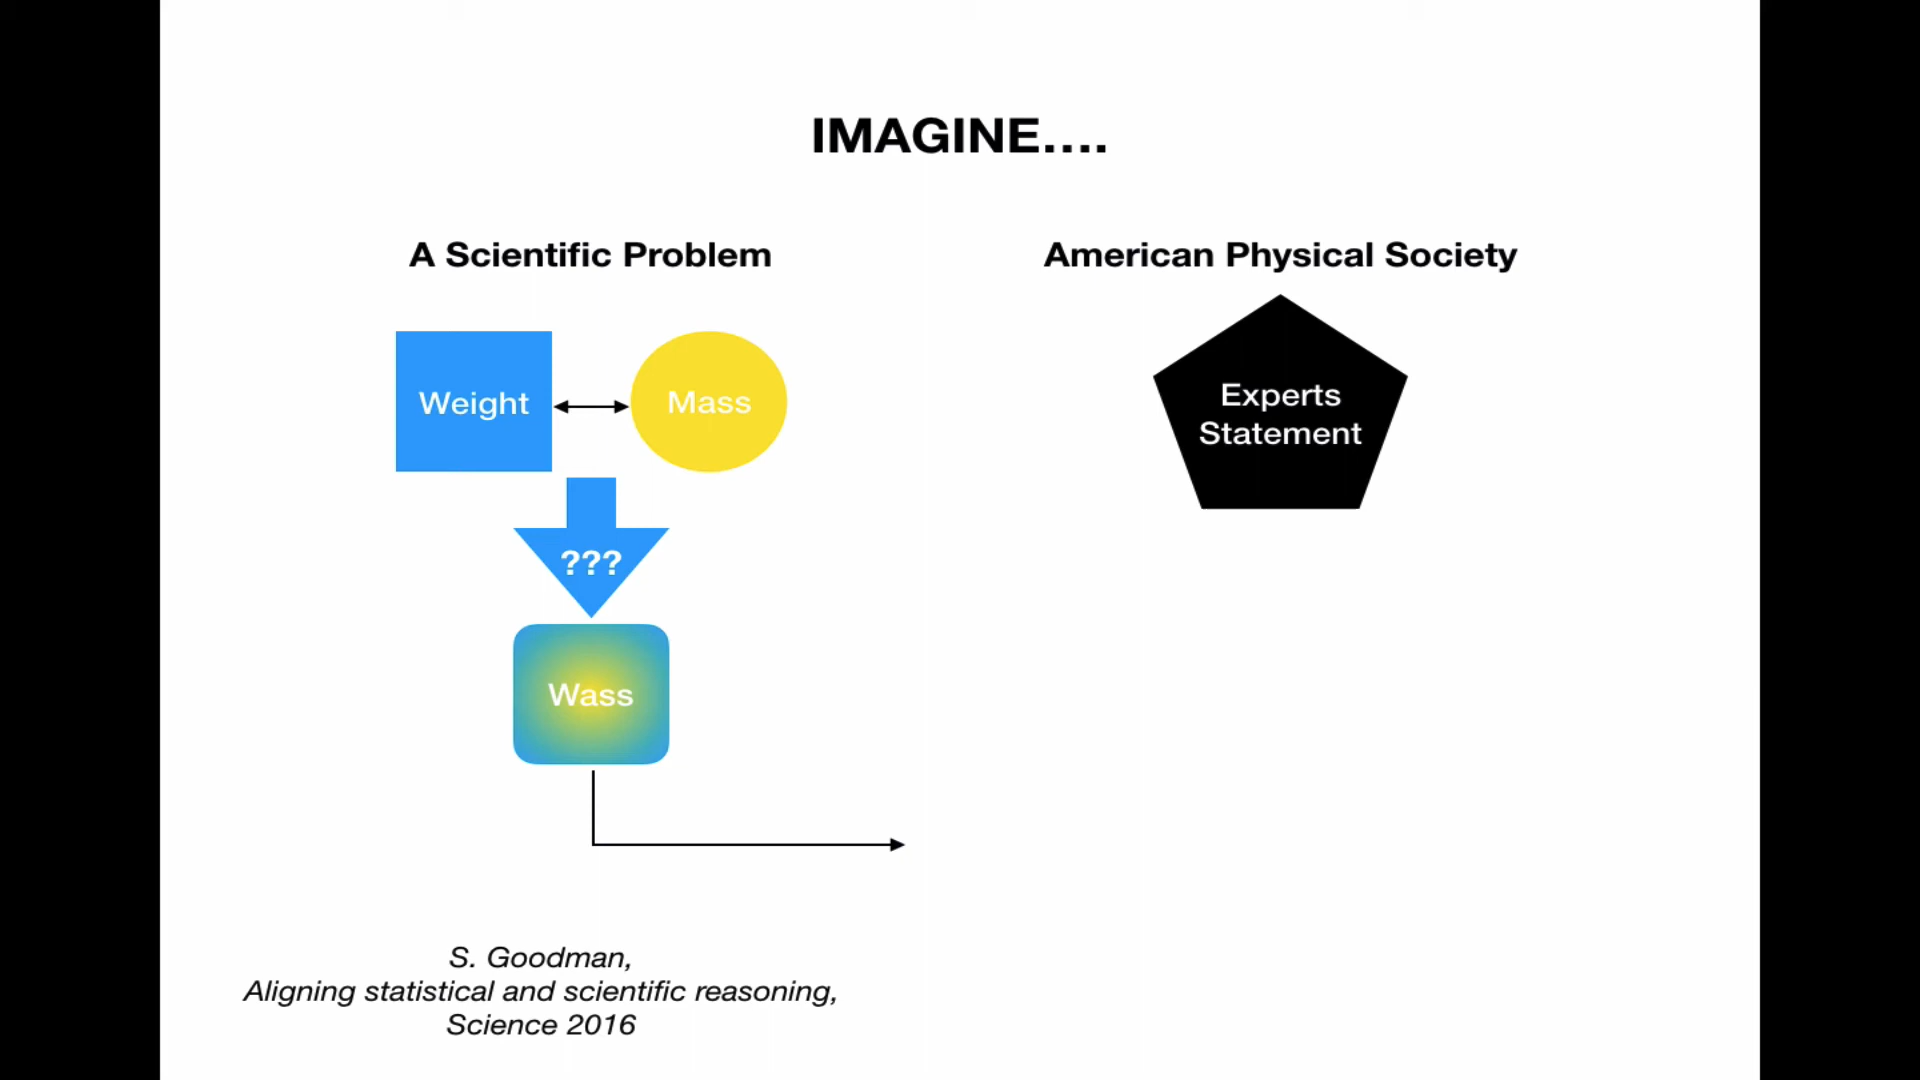 IMAGINE....
A Scientific Problem
Weight
Mass
???
Wass
S. Goodman,
Aligning statistical and scientific reasoning,
Science 2016
American Physical Society
Experts
Statement